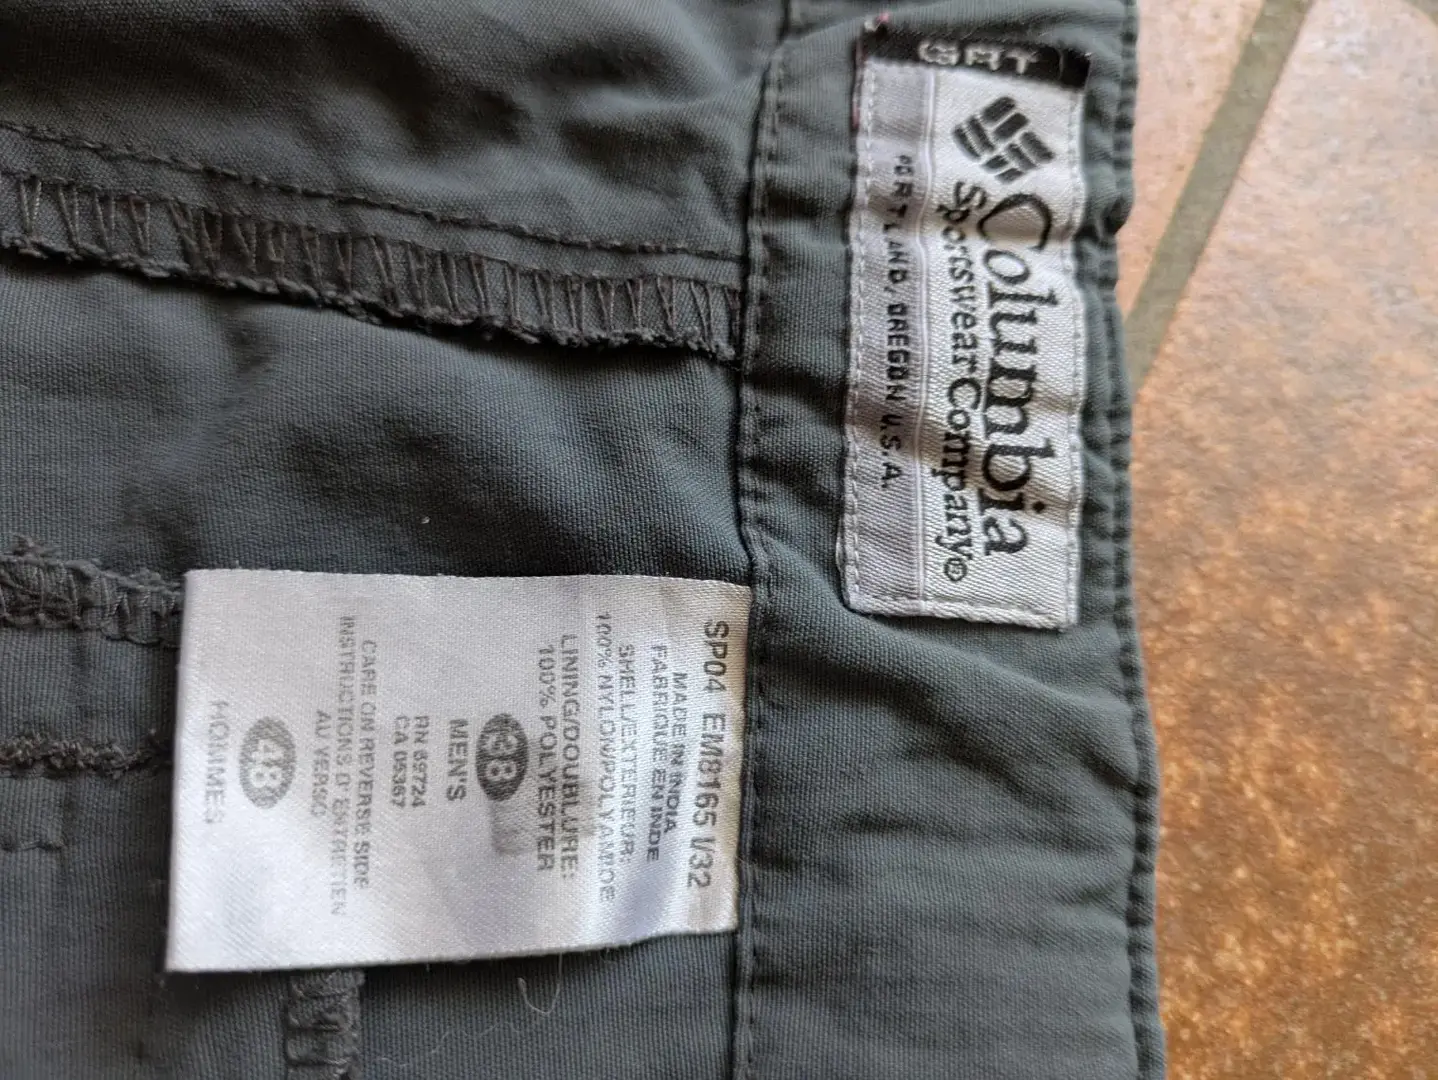 GRT
Columbia
Sportswear Company®
PORTLAND, OREGON U.S.A.
SP04 EM8165 I/32
MADE IN INDIA
FABRIQUE EN INDE
SHELL/EXTERIEUR:
100% NYLON/POLYAMIDE
LINING/DOUBLURE:
100% POLYESTER
38
MEN'S
RN 69724
CA 05367
CARE ON REVERSE SIDE
INSTRUCTIONS D'ENTRETIEN
AU VERSO
48
HOMMES